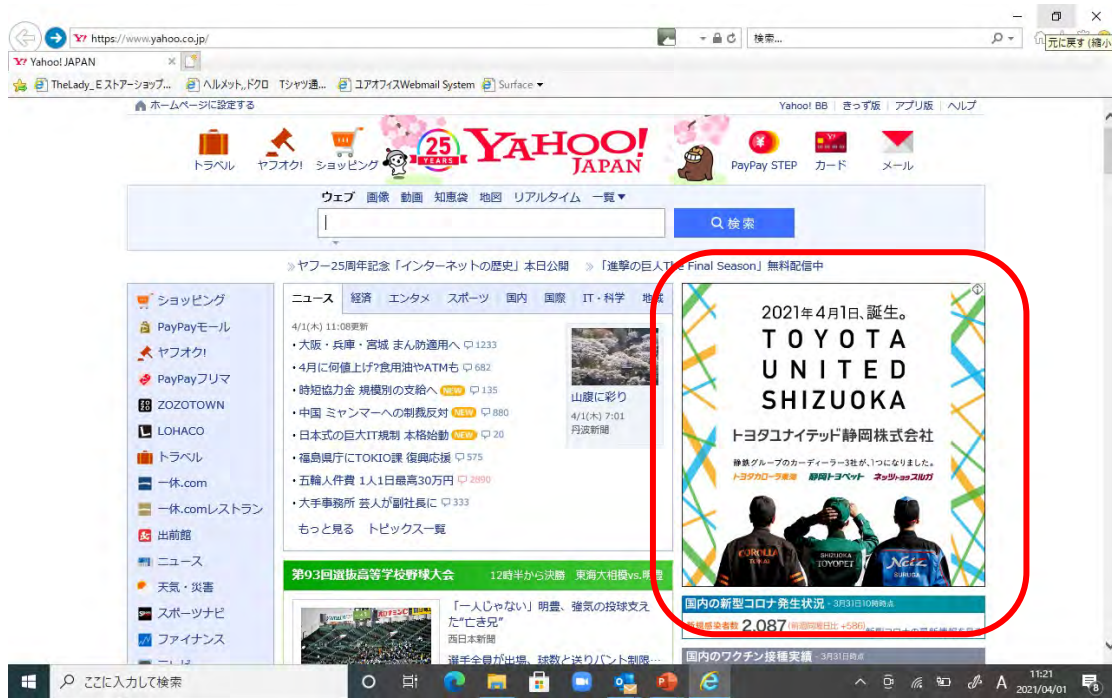 https://www.yahoo.co.jp/
検索...
元に戻す (縮小
Yahoo! JAPAN
TheLady_Eストアーショップ...
ヘルメット,,ドクロ Tシャツ通...
ユアオフィスWebmail System
Surface
ホームページに設定する
Yahoo! BB
きっず版
アプリ版
ヘルプ
トラベル
ヤフオク!
ショッピング
25 YEARS
YAHOO!
JAPAN
PayPay STEP
カード
メール
ウェブ 画像 動画 知恵袋 地図 リアルタイム 一覧▼
検索
ヤフー25周年記念「インターネットの歴史」本日公開
「進撃の巨人The Final Season」無料配信中
ショッピング
PayPayモール
ヤフオク!
PayPayフリマ
ZOZOTOWN
LOHACO
トラベル
一休.com
一休.comレストラン
出前館
ニュース
天気・災害
スポーツナビ
ファイナンス
ニュース 経済 エンタメ スポーツ 国内 国際 IT・科学 地域
4/1(木) 11:08更新
・大阪・兵庫・宮城 まん防適用へ 1233
・4月に何値上げ?食用油やATMも 682
・時短協力金 規模別の支給へ NEW 135
・中国 ミャンマーへの制裁反対 NEW 880
・日本式の巨大IT規制 本格始動 NEW 20
・福島県庁にTOKIO課 復興応援 575
・五輪人件費 1人1日最高30万円 2890
・大手事務所 芸人が副社長に 333
もっと見る トピックス一覧
山腹に彩り
4/1(木) 7:01
丹波新聞
第93回選抜高等学校野球大会
12時半から決勝 東海大相模vs.明豊
「一人じゃない」明豊、強気の投球支え
た“亡き兄”
西日本新聞
選手全員が出場、球数と送りバント制限…
2021年4月1日、誕生。
TOYOTA
UNITED
SHIZUOKA
トヨタユナイテッド静岡株式会社
静鉄グループのカーディーラー3社が、1つになりました。
トヨタカローラ東海 静岡トヨペット ネッツトヨタスルガ
COROLLA
TOKAI
SHIZUOKA
TOYOPET
Netz
SURUGA
国内の新型コロナ発生状況 - 3月31日10時時点
新規感染者数 2,087 (前週同曜日比 +586)
国内のワクチン接種実績 - 3月31日時点
ここに入力して検索
A
11:21
2021/04/01